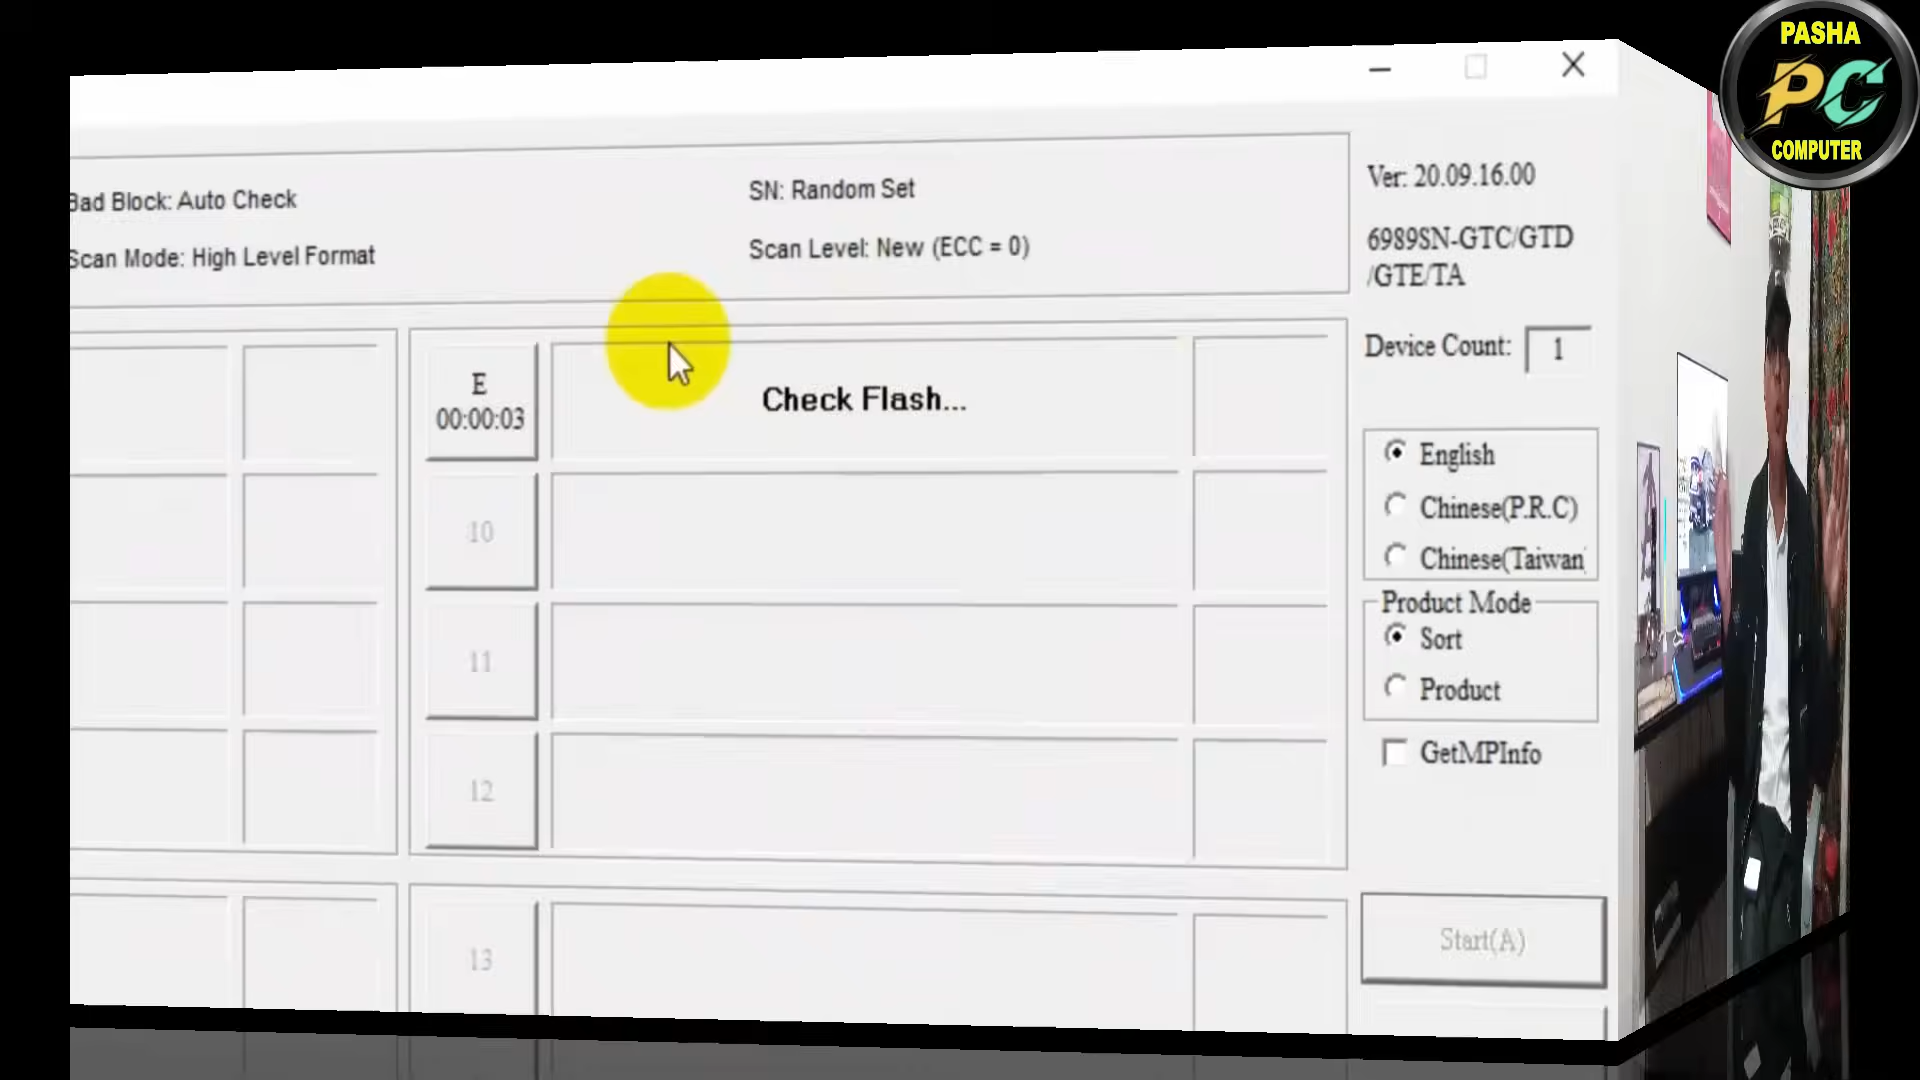 PASHA
PC
COMPUTER
Bad Block: Auto Check
SN: Random Set
Ver: 20.09.16.00
Scan Mode: High Level Format
Scan Level: New (ECC = 0)
6989SN-GTC/GTD
/GTE/TA
Device Count: 1
E
00:00:03
Check Flash...
English
Chinese(P.R.C)
Chinese(Taiwan
10
Product Mode
Sort
11
Product
GetMPInfo
12
Start(A)
13